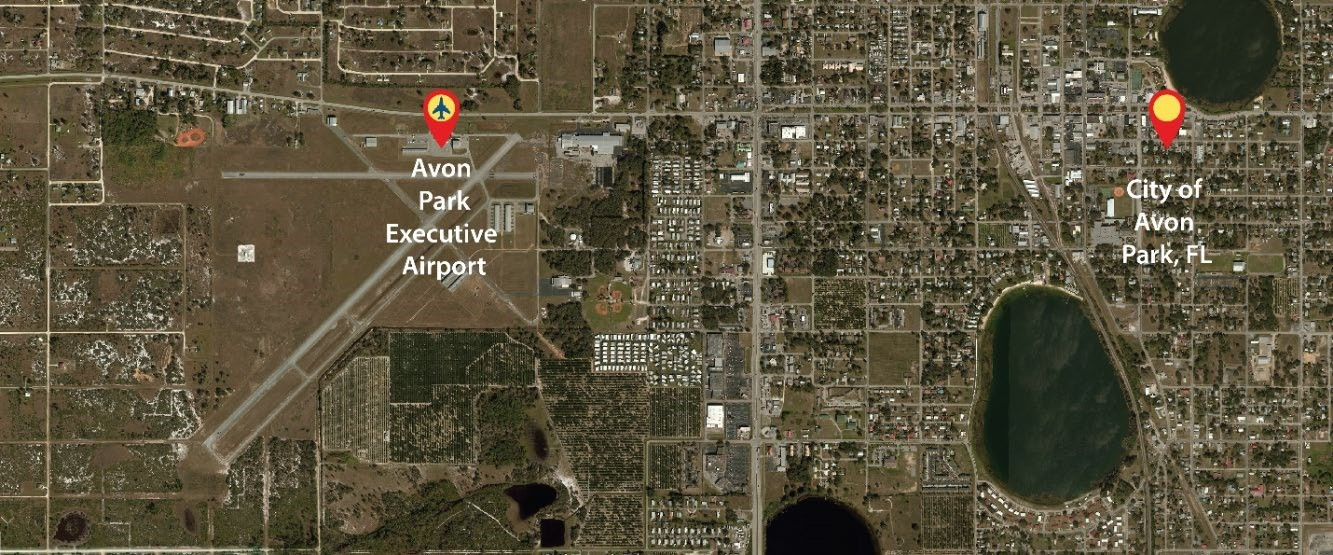 Avon
Park
Executive
Airport
City of
Avon
Park, FL